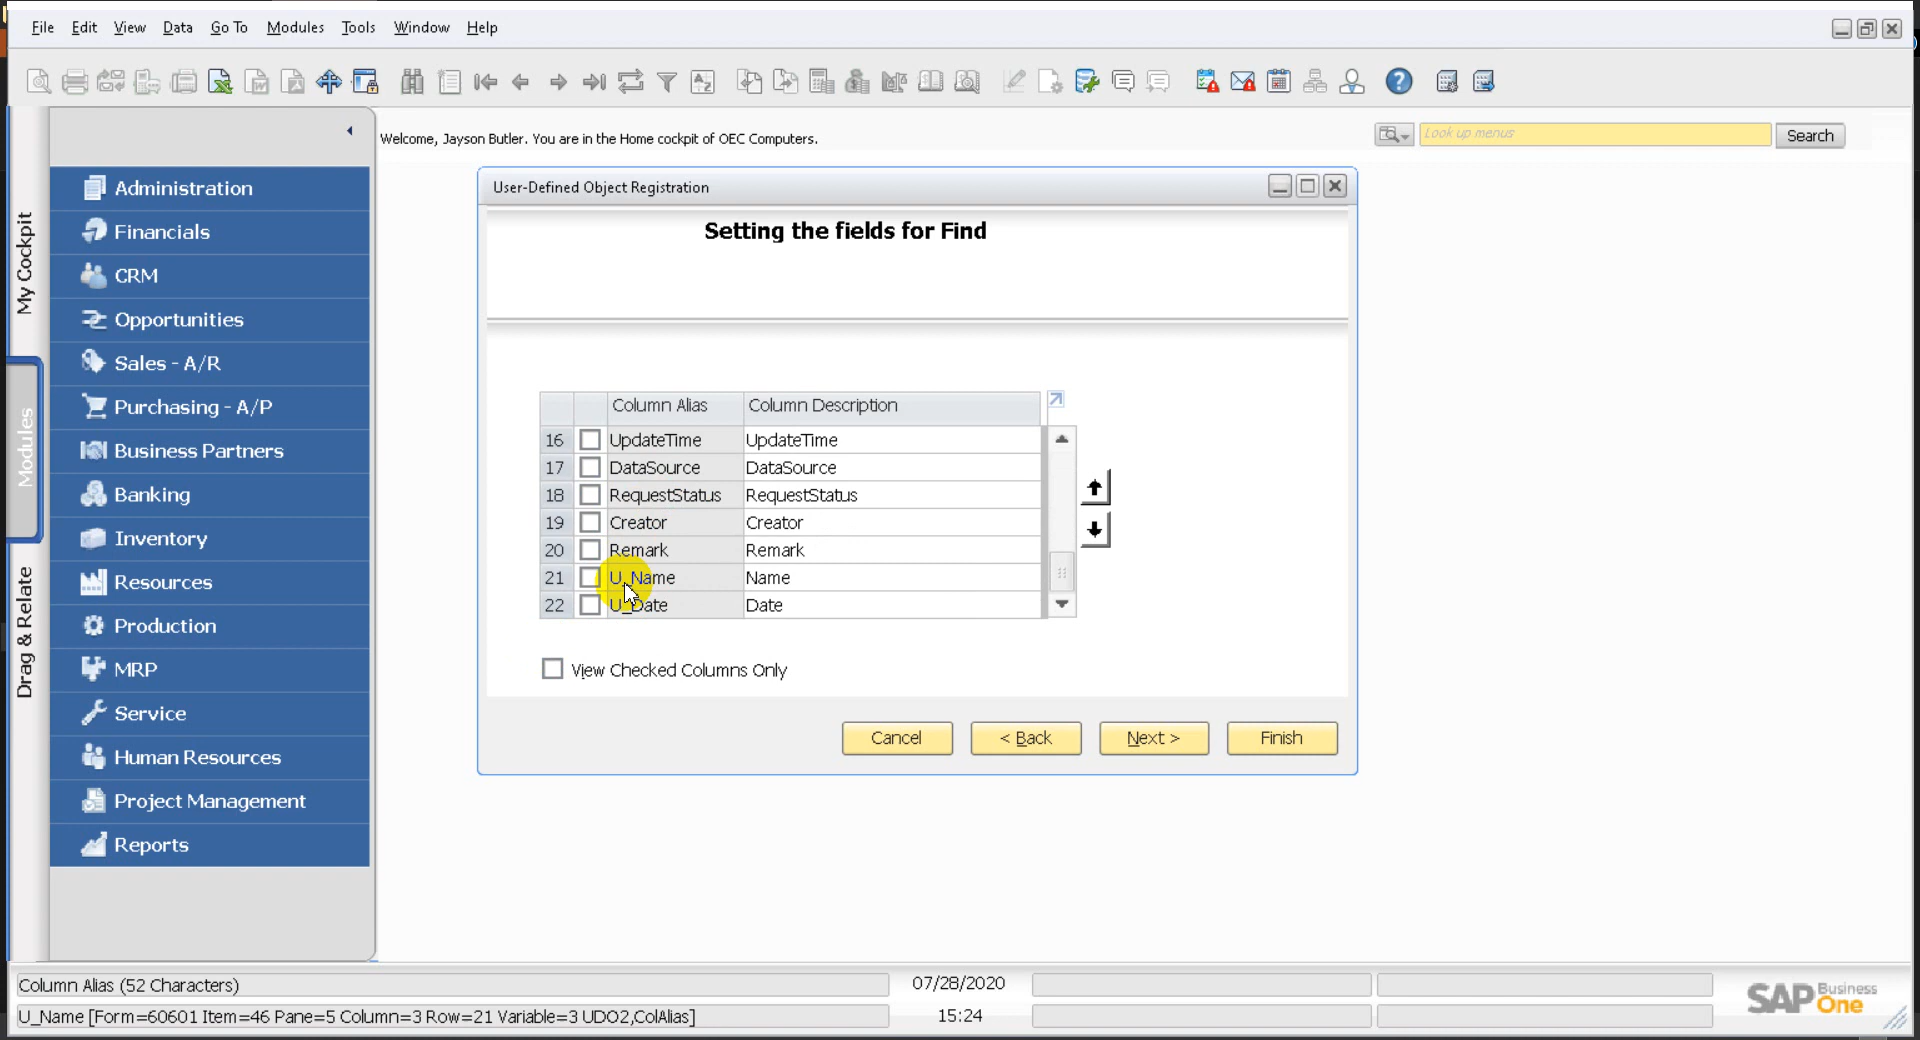 File Edit View Data Go To Modules Tools Window Help
Welcome, Jayson Butler. You are in the Home cockpit of OEC Computers.
Look up menus
Search
My Cockpit
Modules
Drag & Relate
Administration
Financials
CRM
Opportunities
Sales - A/R
Purchasing - A/P
Business Partners
Banking
Inventory
Resources
Production
MRP
Service
Human Resources
Project Management
Reports
User-Defined Object Registration
Setting the fields for Find
Column Alias Column Description
16 UpdateTime UpdateTime
17 DataSource DataSource
18 RequestStatus RequestStatus
19 Creator Creator
20 Remark Remark
21 U_Name Name
22 U_Date Date
View Checked Columns Only
Cancel < Back Next > Finish
Column Alias (52 Characters) 07/28/2020
U_Name [Form=60601 Item=46 Pane=5 Column=3 Row=21 Variable=3 UDO2,ColAlias] 15:24
SAP Business One